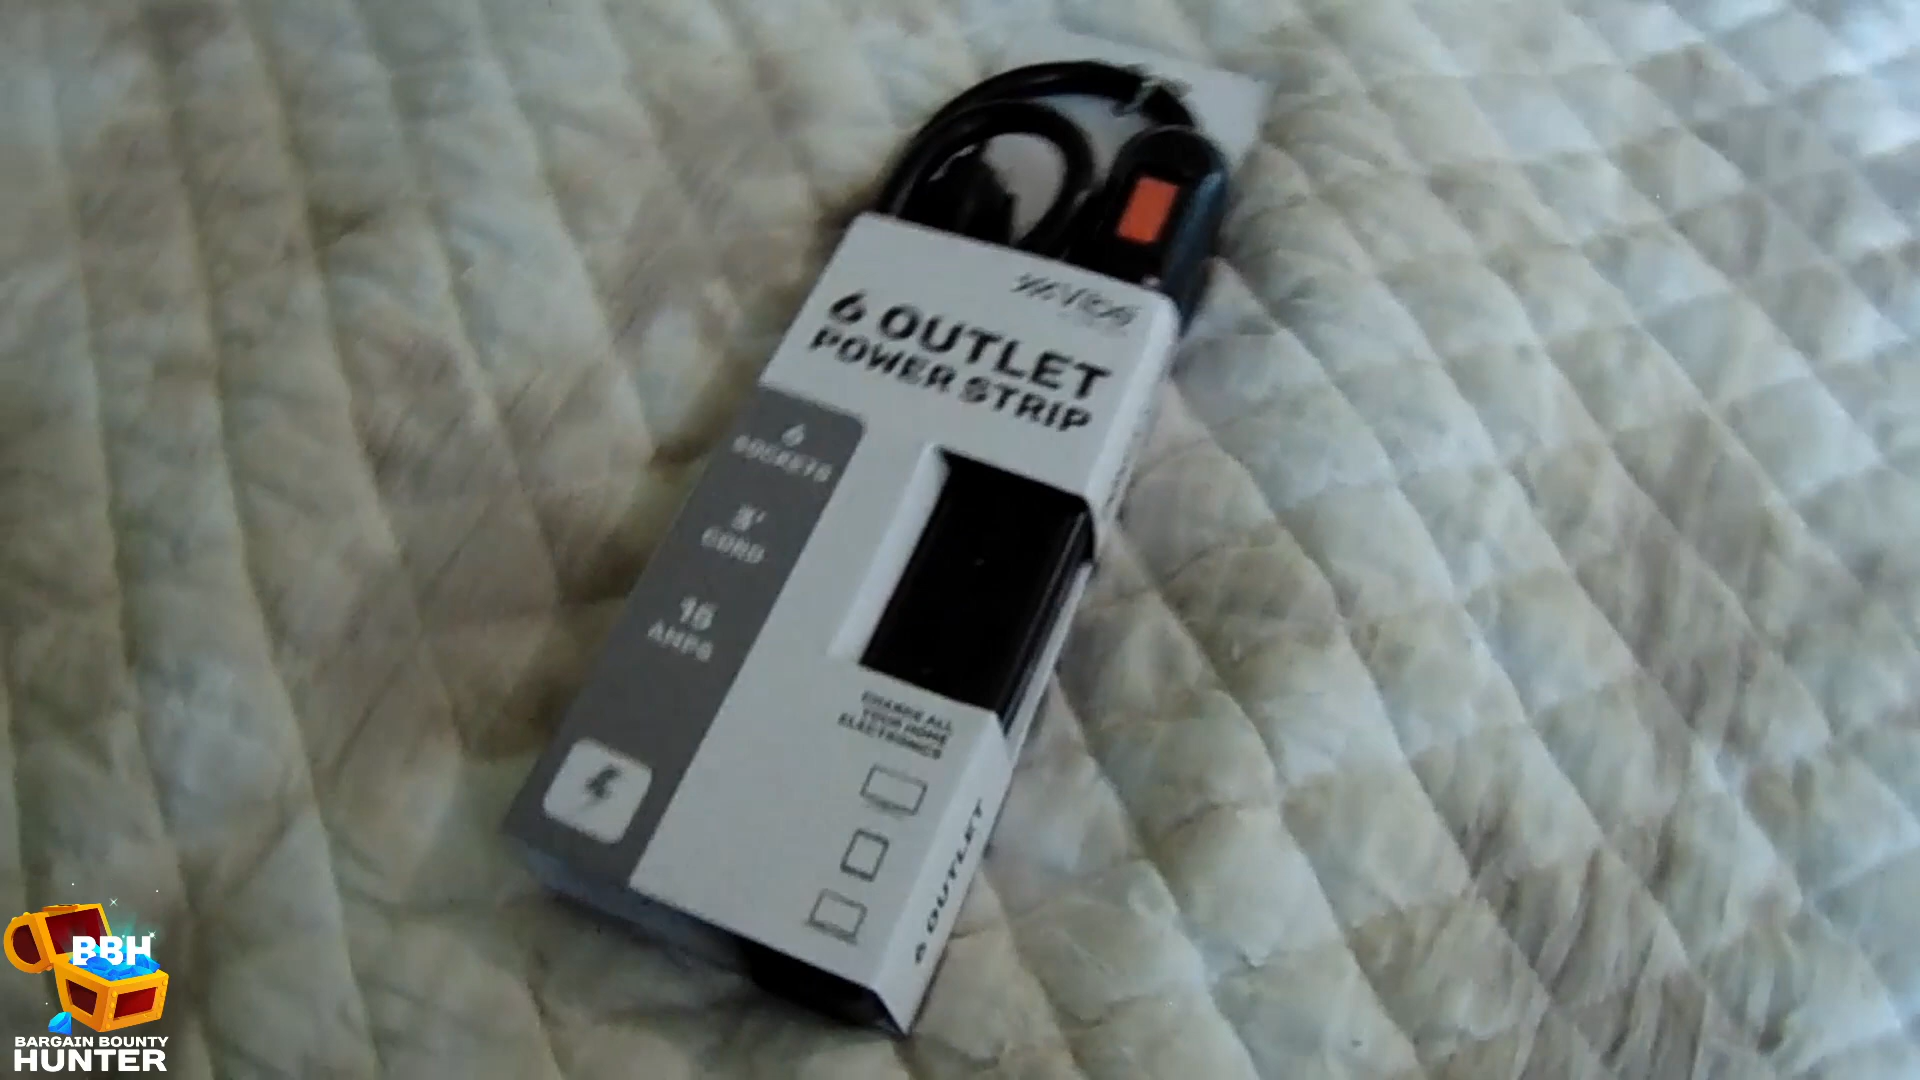 6 OUTLET
POWER STRIP
6
SOCKETS
3'
CORD
15
AMPS
CHARGE ALL
YOUR HOME
ELECTRONICS
6 OUTLET
BBH
BARGAIN BOUNTY
HUNTER